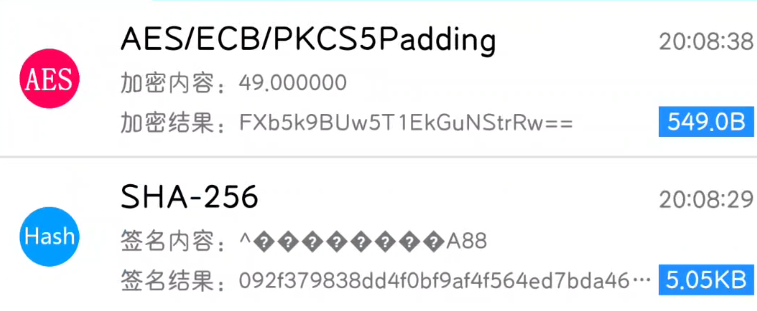 AES/ECB/PKCS5Padding
20:08:38
AES
加密内容：49.000000
加密结果：FXb5k9BUw5T1EkGuNStrRw==
549.0B
SHA-256
20:08:29
Hash
签名内容：^���������A88
签名结果：092f379838dd4f0bf9af4f564ed7bda46…
5.05KB